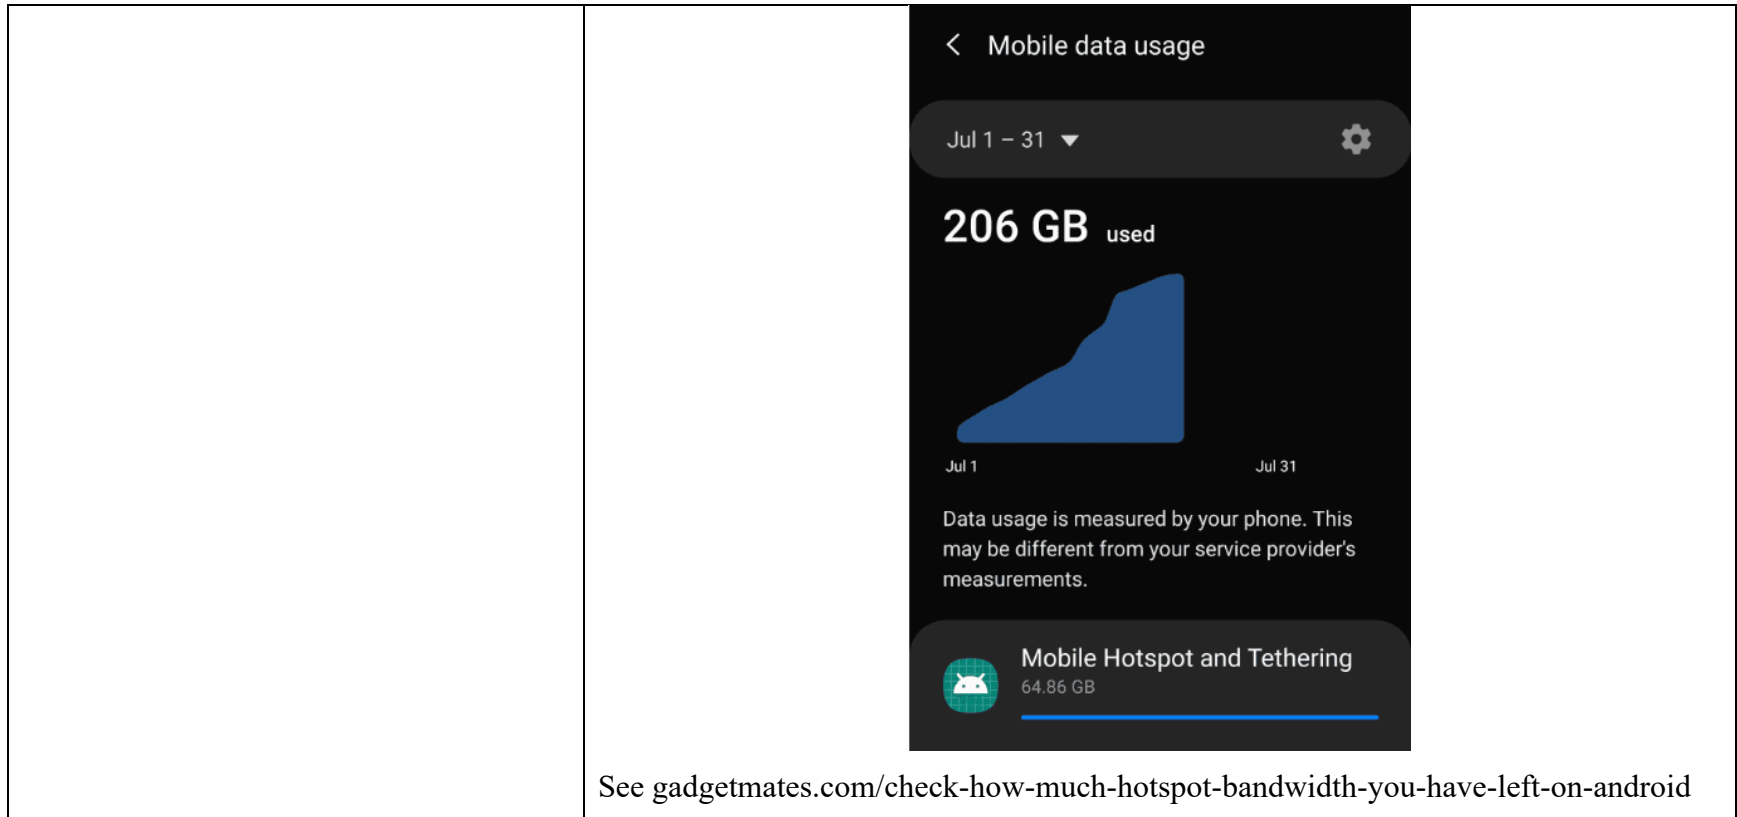 Mobile data usage
Jul 1 – 31
206 GB used
Jul 1
Jul 31
Data usage is measured by your phone. This
may be different from your service provider's
measurements.
Mobile Hotspot and Tethering
64.86 GB
See gadgetmates.com/check-how-much-hotspot-bandwidth-you-have-left-on-android